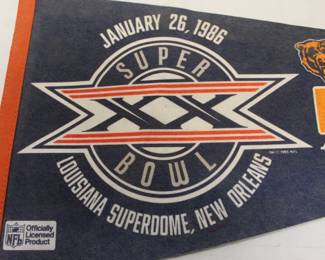 JANUARY 26, 1986
SUPER
XX
BOWL
LOUISIANA SUPERDOME, NEW ORLEANS
NFL
Officially
Licensed
Product